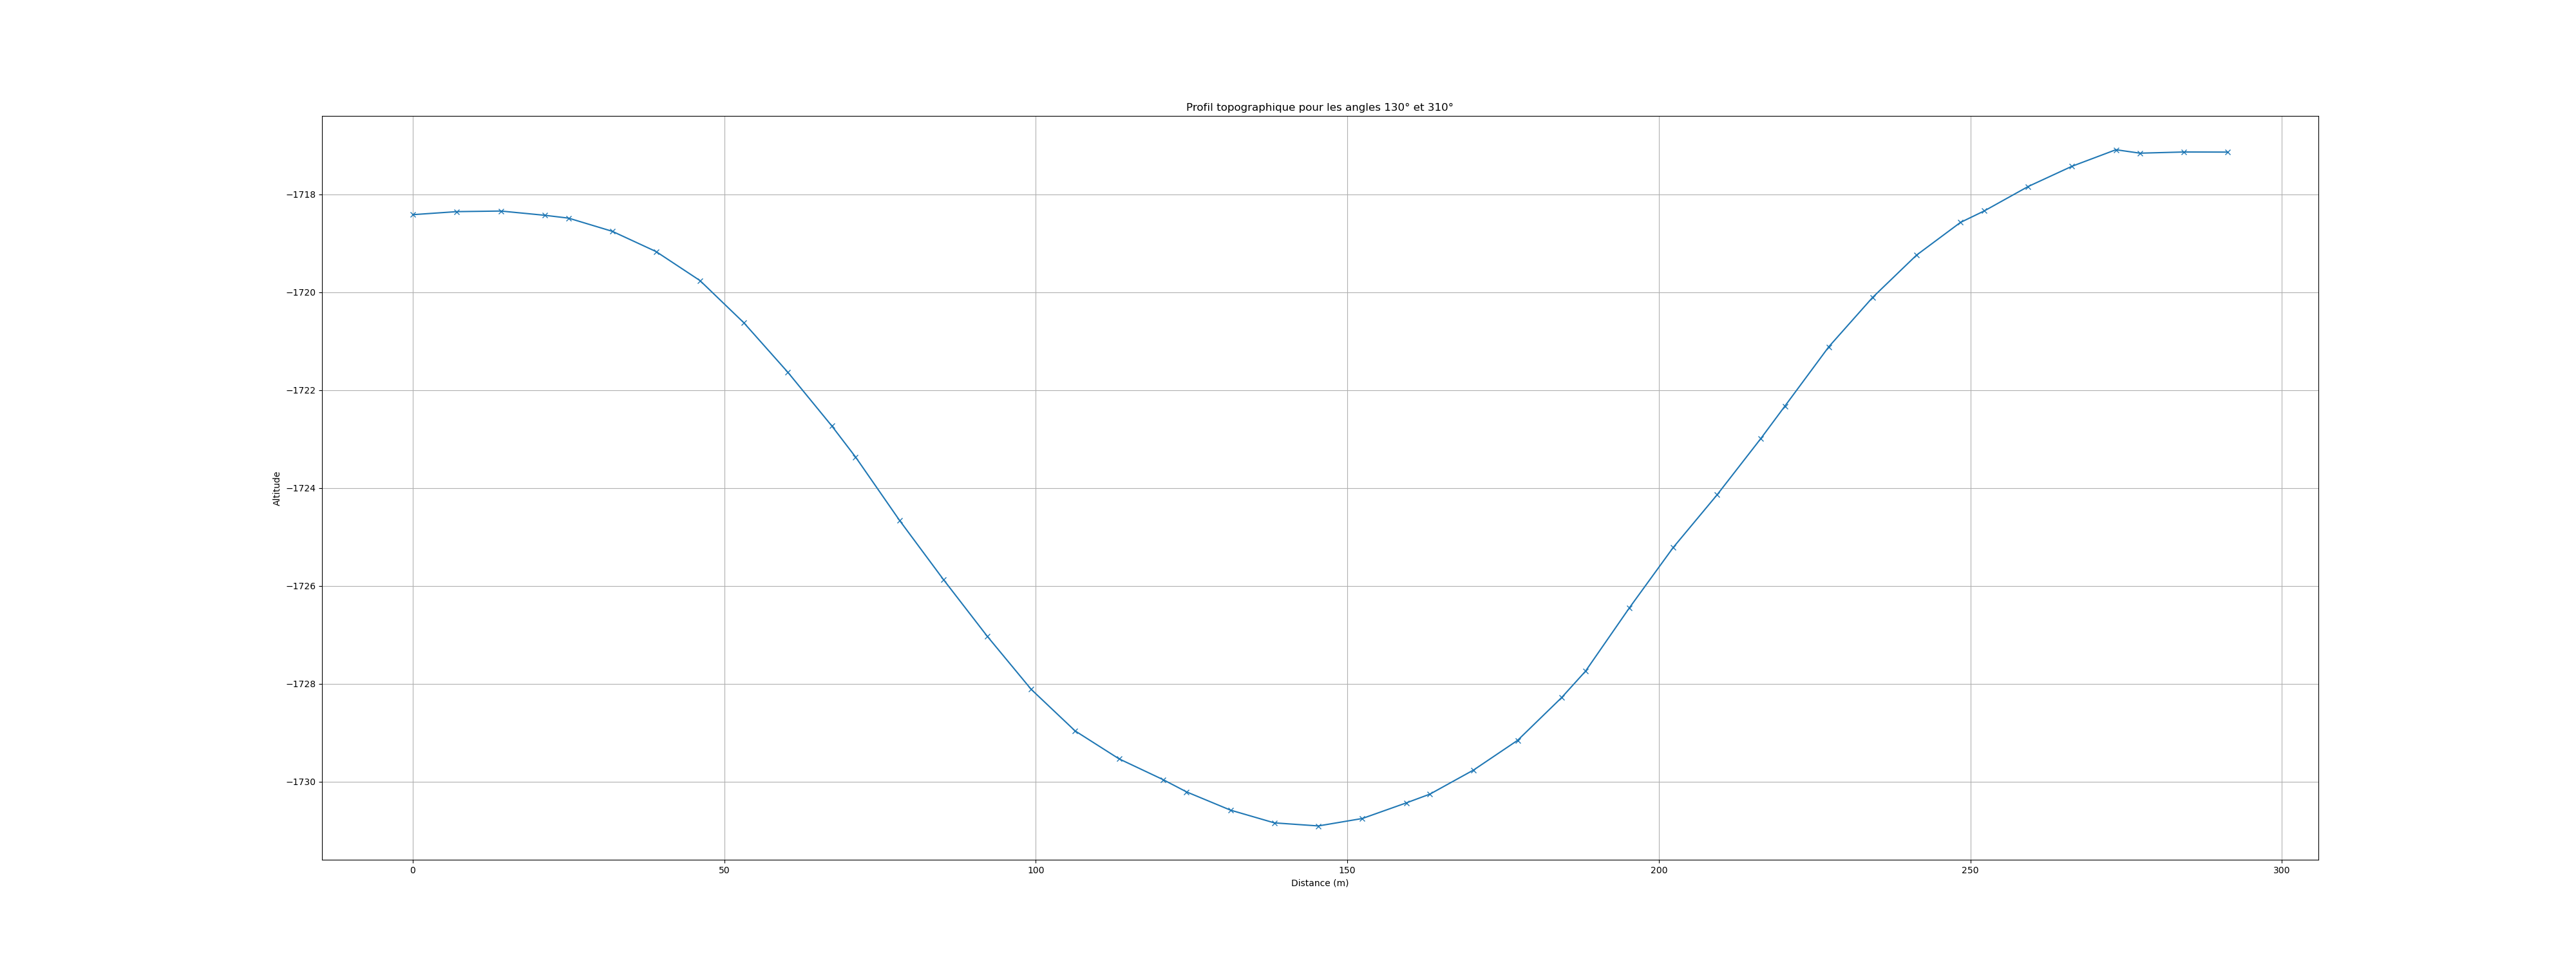 Profil topographique pour les angles 130° et 310°
−1718
−1720
−1722
−1724
−1726
−1728
−1730
Altitude
0 50 100 150 200 250 300
Distance (m)